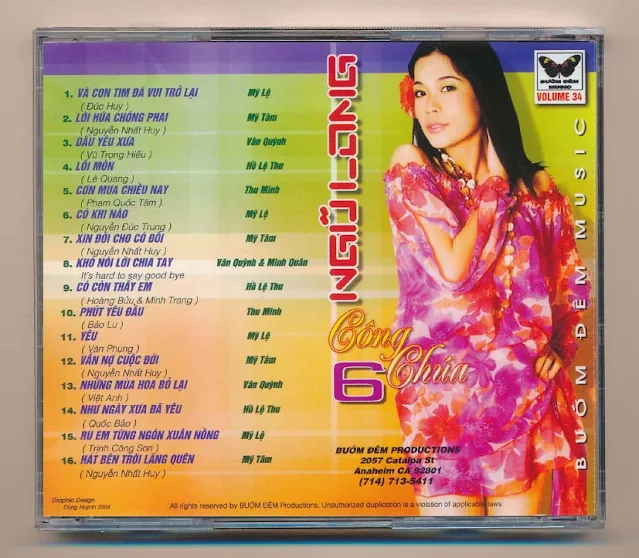 1. VÀ CON TIM ĐÃ VUI TRỞ LẠI Mỹ Lệ
( Đức Huy )
2. LỜI HỨA CHÓNG PHAI Mỹ Tâm
( Nguyễn Nhất Huy )
3. DẤU YÊU XƯA Vân Quỳnh
( Vũ Trọng Hiếu )
4. LỐI MÒN Hồ Lệ Thu
( Lê Quang )
5. CƠN MƯA CHIỀU NAY Thu Minh
( Phạm Quốc Tâm )
6. CÓ KHI NÀO Mỹ Lệ
( Nguyễn Đức Trung )
7. XIN ĐỜI CHO CÓ ĐÔI Mỹ Tâm
( Nguyễn Nhất Huy )
8. KHÓ NÓI LỜI CHIA TAY Vân Quỳnh & Minh Quân
It's hard to say good bye
9. CÓ CÒN THẤY EM Hồ Lệ Thu
( Hoàng Bửu & Minh Trang )
10. PHÚT YÊU ĐẦU Thu Minh
( Bảo Lu )
11. YÊU Mỹ Lệ
( Văn Phụng )
12. VẪN NỢ CUỘC ĐỜI Mỹ Tâm
( Nguyễn Nhất Huy )
13. NHỮNG MÙA HOA BỎ LẠI Vân Quỳnh
( Việt Anh )
14. NHƯ NGÀY XƯA ĐÃ YÊU Hồ Lệ Thu
( Quốc Bảo )
15. RU EM TỪNG NGÓN XUÂN NỒNG Mỹ Lệ
( Trịnh Công Sơn )
16. HÁT BÊN TRỜI LÃNG QUÊN Mỹ Tâm
( Nguyễn Nhất Huy )
NGŨ LONG
Công
6 Chúa
BƯỚM ĐÊM
MUSIC
VOLUME 34
BƯỚM ĐÊM MUSIC
BƯỚM ĐÊM PRODUCTIONS
2057 Catalpa St
Anaheim CA 92801
(714) 713-5411
Graphic Design
Dũng Huỳnh 2004
All rights reserved by BƯỚM ĐÊM Productions. Unauthorized duplication is a violation of applicable laws